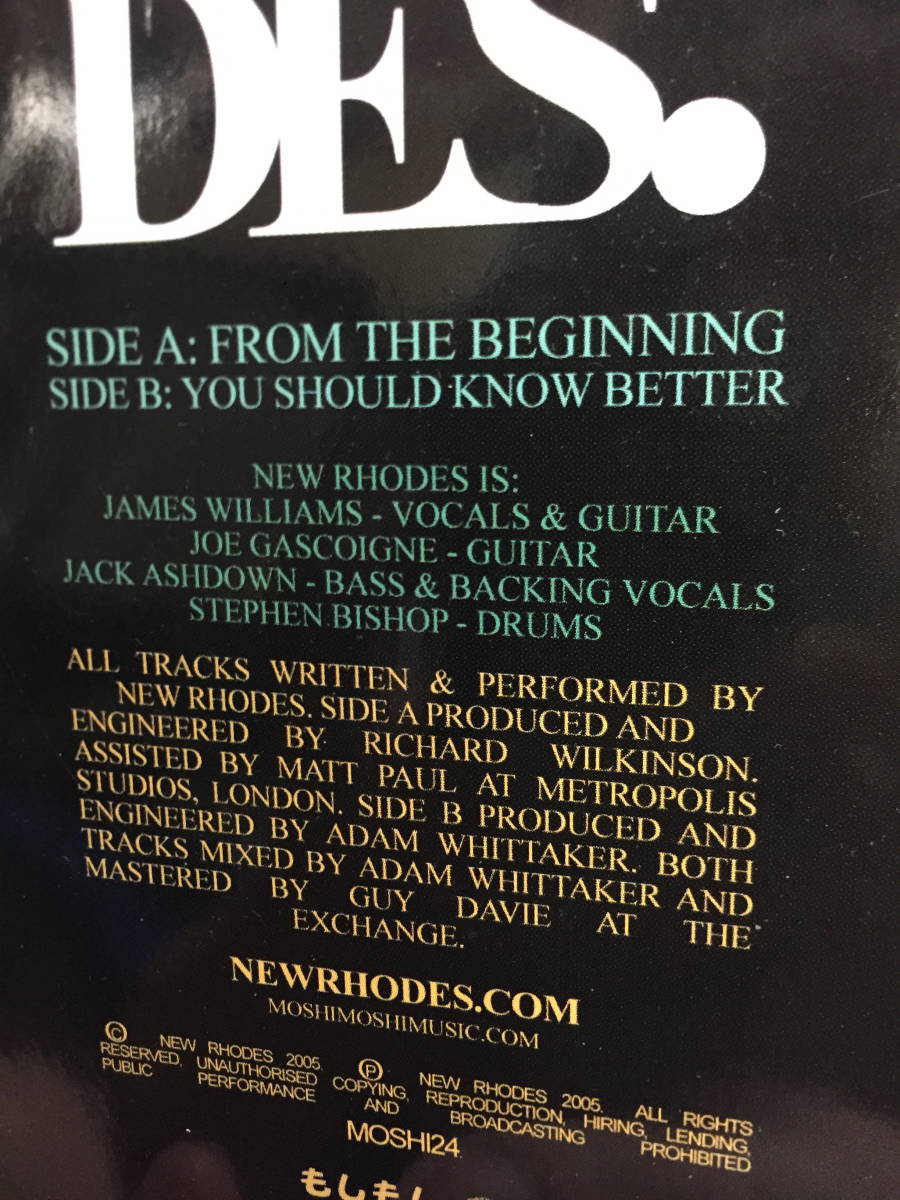 DES.
SIDE A: FROM THE BEGINNING
SIDE B: YOU SHOULD KNOW BETTER
NEW RHODES IS:
JAMES WILLIAMS - VOCALS & GUITAR
JOE GASCOIGNE - GUITAR
JACK ASHDOWN - BASS & BACKING VOCALS
STEPHEN BISHOP - DRUMS
ALL TRACKS WRITTEN & PERFORMED BY
NEW RHODES. SIDE A PRODUCED AND
ENGINEERED BY RICHARD WILKINSON.
ASSISTED BY MATT PAUL AT METROPOLIS
STUDIOS, LONDON. SIDE B PRODUCED AND
ENGINEERED BY ADAM WHITTAKER. BOTH
TRACKS MIXED BY ADAM WHITTAKER AND
MASTERED BY GUY DAVIE AT THE
EXCHANGE.
NEWRHODES.COM
MOSHIMOSHIMUSIC.COM
© NEW RHODES 2005. ℗ NEW RHODES 2005. ALL RIGHTS
RESERVED, UNAUTHORISED COPYING, REPRODUCTION, HIRING, LENDING,
PUBLIC PERFORMANCE AND BROADCASTING PROHIBITED
MOSHI24
もしもし